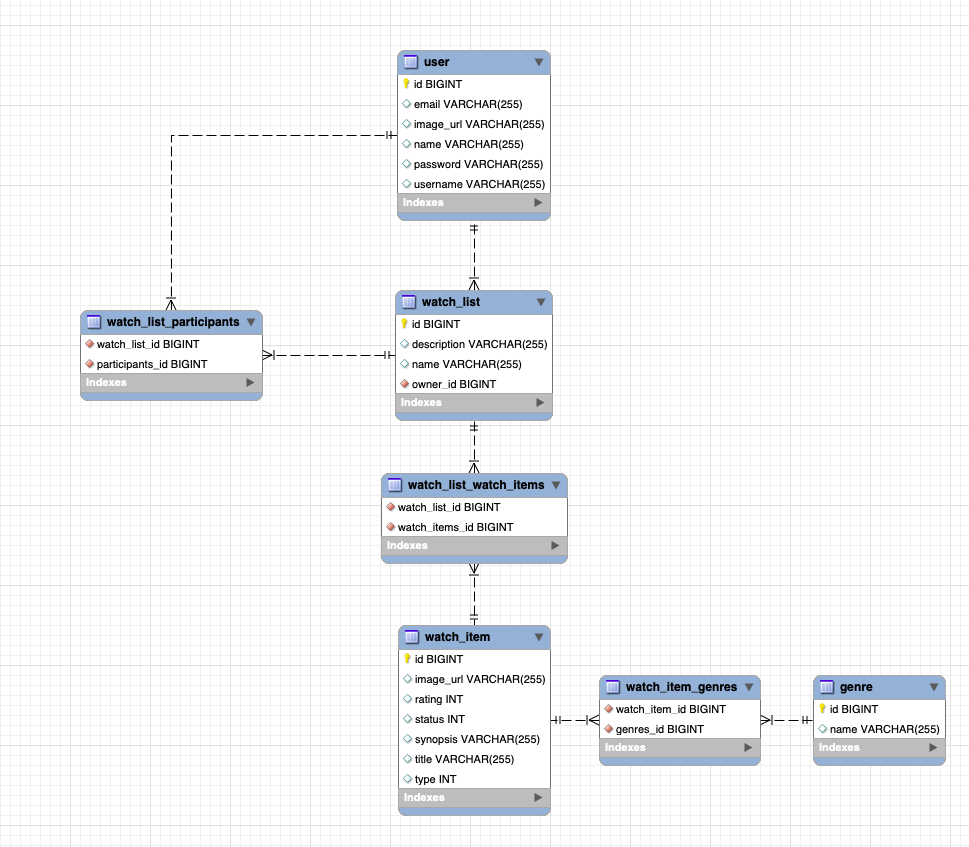 user
id BIGINT
email VARCHAR(255)
image_url VARCHAR(255)
name VARCHAR(255)
password VARCHAR(255)
username VARCHAR(255)
Indexes
watch_list_participants
watch_list_id BIGINT
participants_id BIGINT
Indexes
watch_list
id BIGINT
description VARCHAR(255)
name VARCHAR(255)
owner_id BIGINT
Indexes
watch_list_watch_items
watch_list_id BIGINT
watch_items_id BIGINT
Indexes
watch_item
id BIGINT
image_url VARCHAR(255)
rating INT
status INT
synopsis VARCHAR(255)
title VARCHAR(255)
type INT
Indexes
watch_item_genres
watch_item_id BIGINT
genres_id BIGINT
Indexes
genre
id BIGINT
name VARCHAR(255)
Indexes